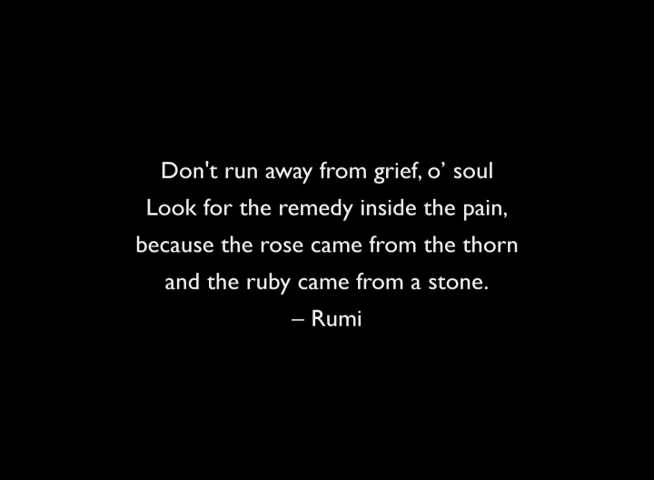 Don't run away from grief, o’ soul
Look for the remedy inside the pain,
because the rose came from the thorn
and the ruby came from a stone.
– Rumi